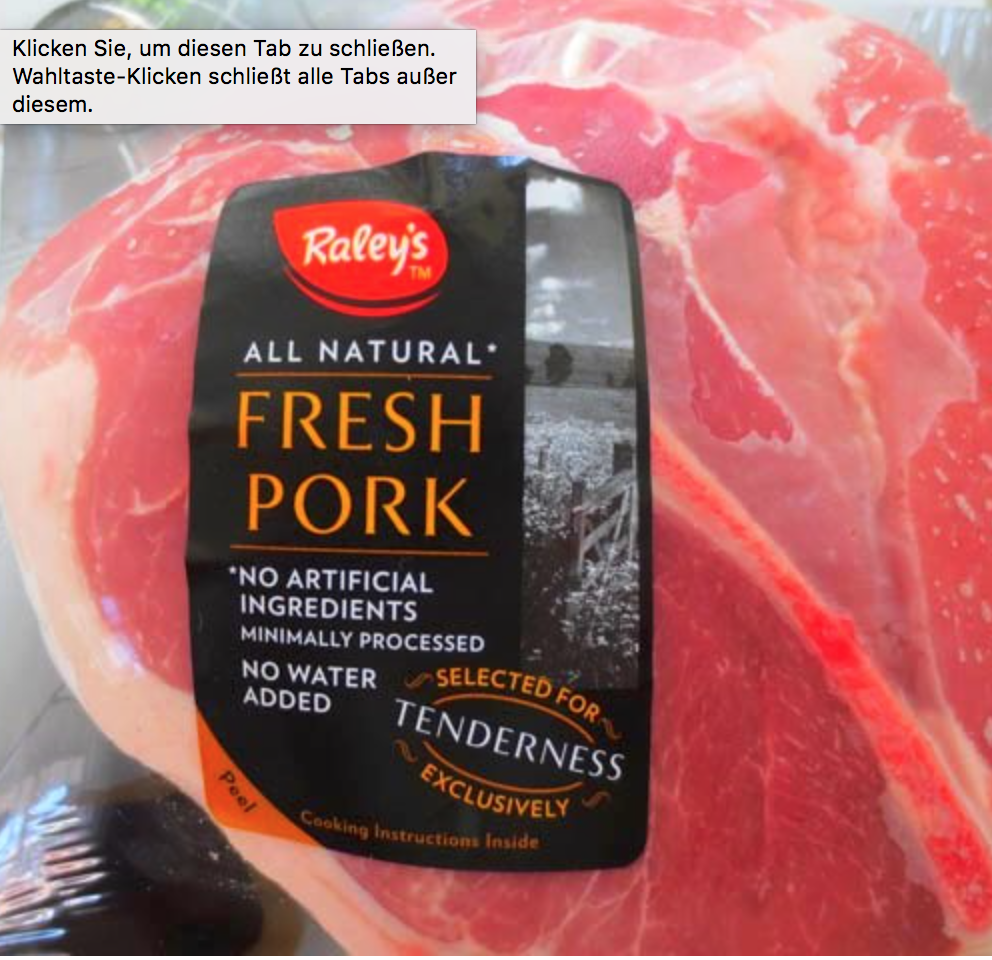 Klicken Sie, um diesen Tab zu schließen.
Wahltaste-Klicken schließt alle Tabs außer
diesem.
Raley's
TM
ALL NATURAL*
FRESH
PORK
*NO ARTIFICIAL
INGREDIENTS
MINIMALLY PROCESSED
NO WATER
ADDED
SELECTED FOR
TENDERNESS
EXCLUSIVELY
Peel
Cooking Instructions Inside